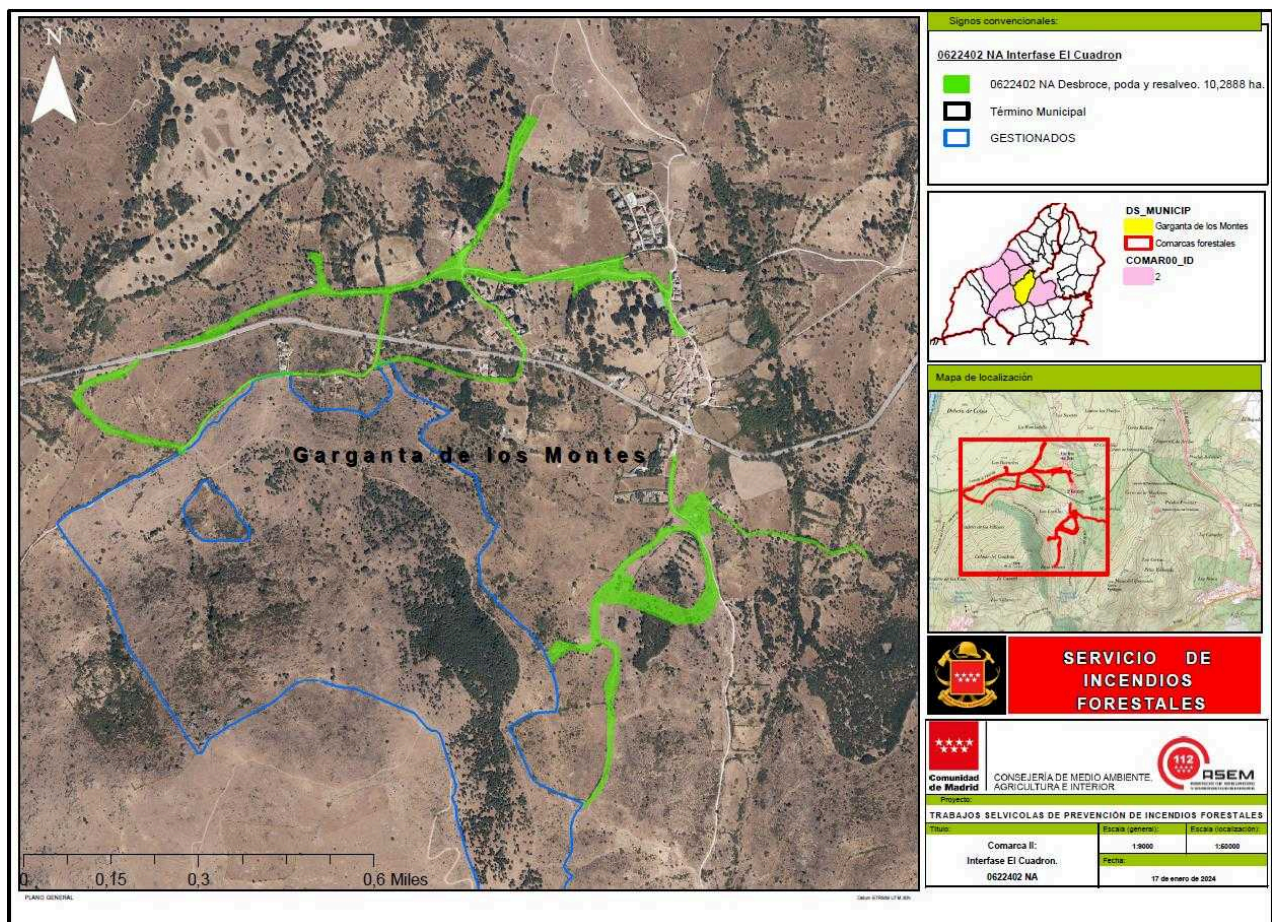 N
Garganta de los Montes
0 0,15 0,3 0,6 Miles
PLANO GENERAL
Signos convencionales:
0622402 NA Interfase El Cuadron
0622402 NA Desbroce, poda y resalveo. 10,2888 ha.
Término Municipal
GESTIONADOS
DS_MUNICIP
Garganta de los Montes
Comarcas forestales
COMAR00_ID
2
Mapa de localización
SERVICIO DE
INCENDIOS
FORESTALES
Comunidad
de Madrid
CONSEJERÍA DE MEDIO AMBIENTE,
AGRICULTURA E INTERIOR
112
ASEM
Proyecto:
TRABAJOS SELVICOLAS DE PREVENCIÓN DE INCENDIOS FORESTALES
Título:
Comarca II:
Interfase El Cuadron.
0622402 NA
Escala (general):
1:9000
Escala (localización):
1:60000
Fecha:
17 de enero de 2024